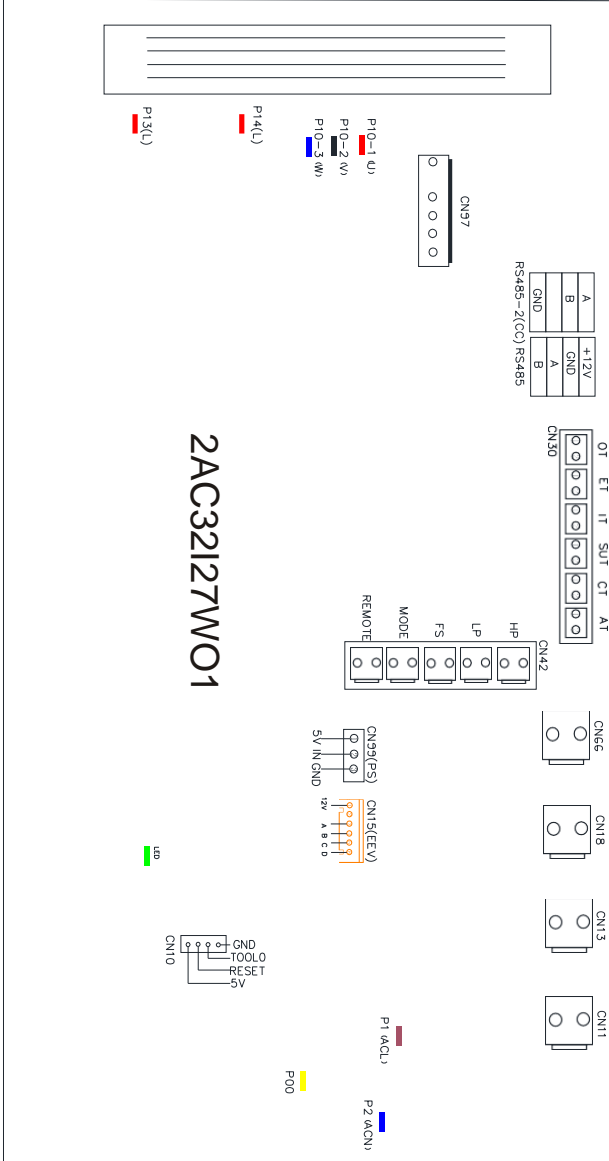 P13(L)
P14(L)
P10-3 (W)
P10-2 (V)
P10-1 (U)
CN97
RS485-2(CC)
GND
B
A
RS485
B
A
GND
+12V
CN30
OT
ET
IT
SUT
CT
AT
2AC32I27WO1
REMOTE
MODE
FS
LP
HP
CN42
CN66
CN99(PS)
5V IN GND
CN15(EEV)
12V
A
B
C
D
CN18
LED
CN13
CN10
GND
TOOL0
RESET
5V
CN11
P1 (ACL)
P00
P2 (ACN)